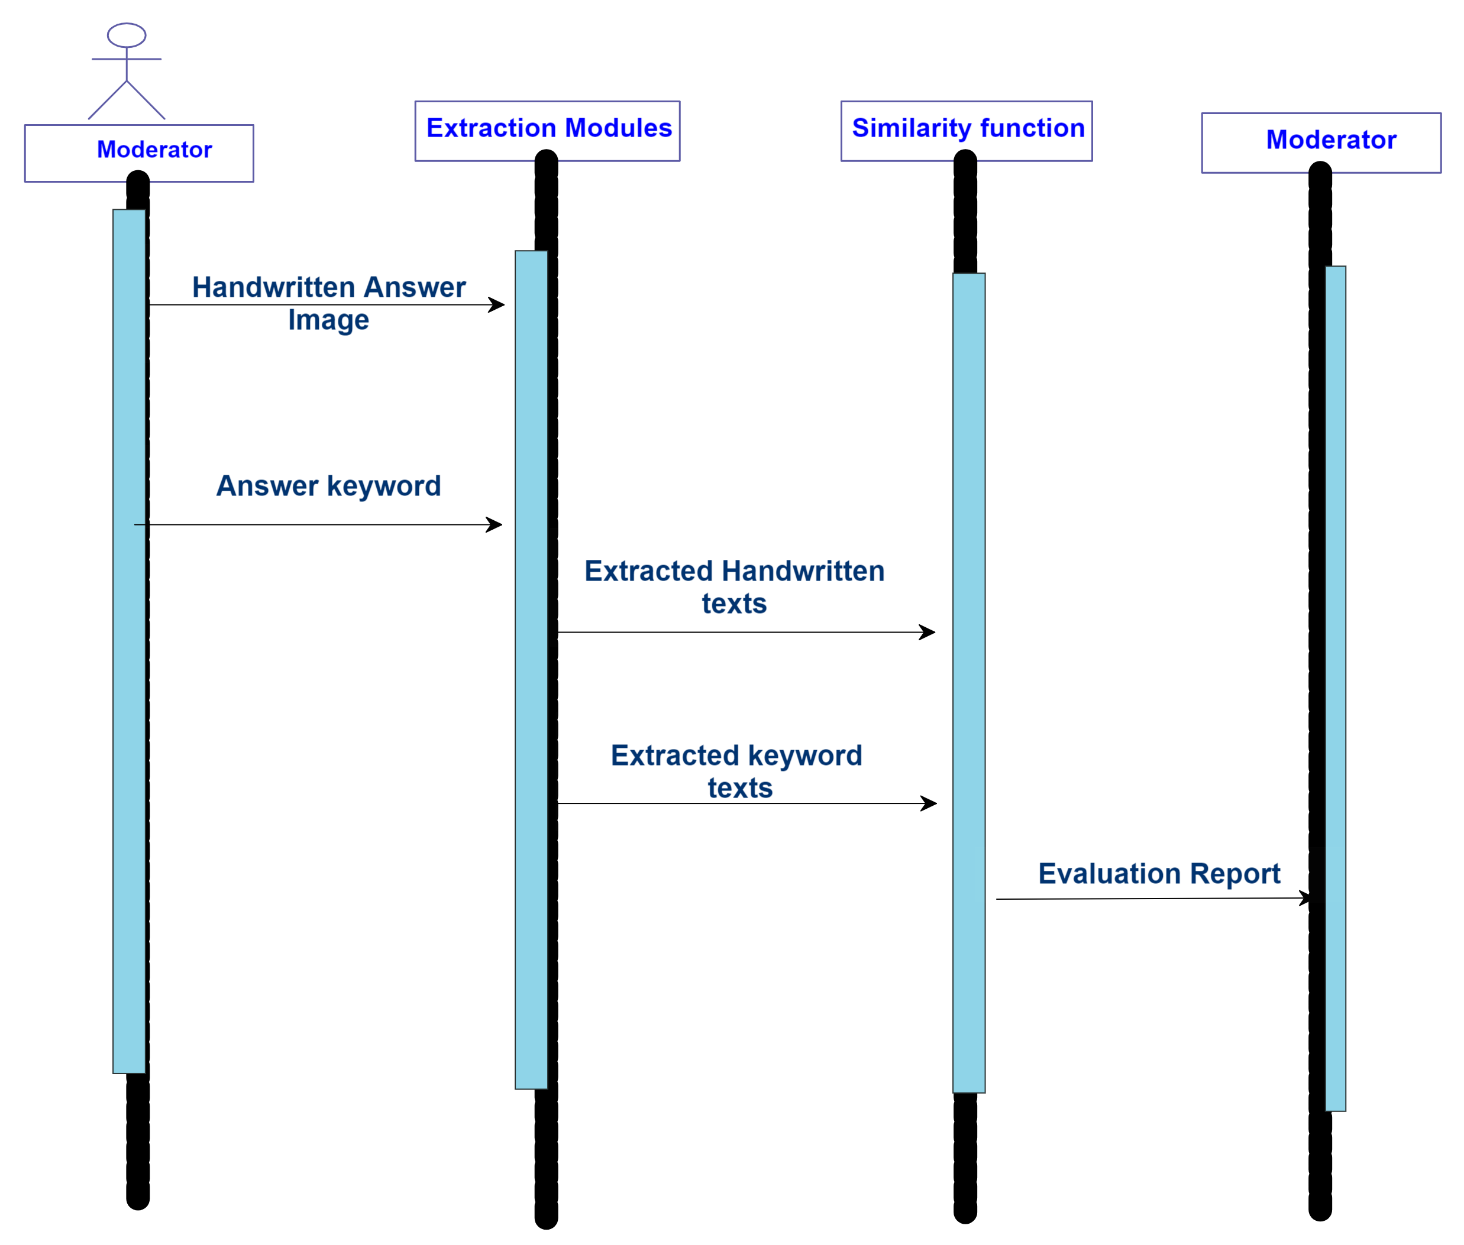 Moderator
Extraction Modules
Similarity function
Moderator
Handwritten Answer
Image
Answer keyword
Extracted Handwritten
texts
Extracted keyword
texts
Evaluation Report